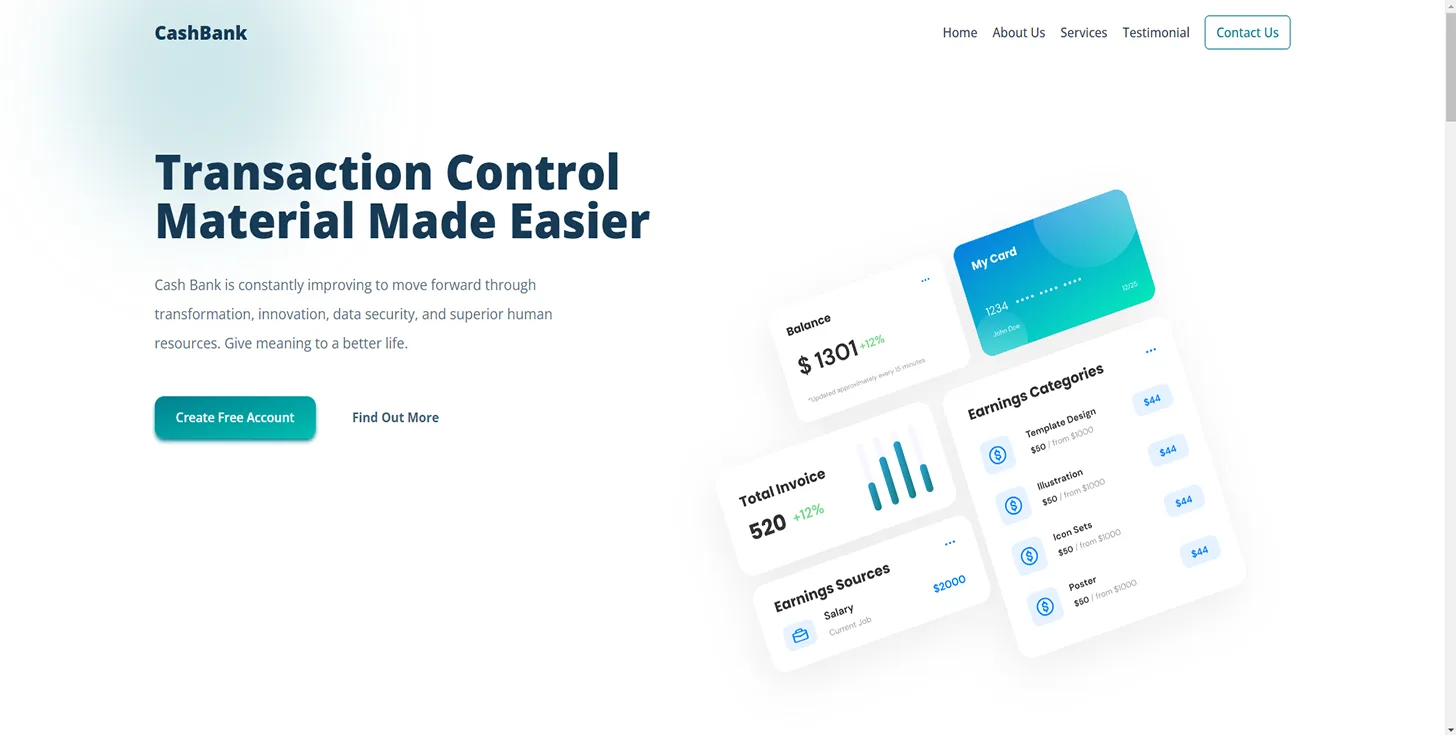 CashBank
Home
About Us
Services
Testimonial
Contact Us
Transaction Control
Material Made Easier
Cash Bank is constantly improving to move forward through
transformation, innovation, data security, and superior human
resources. Give meaning to a better life.
Create Free Account
Find Out More
My Card
1234 **** **** ****
John Doe
12/25
Balance
$ 1301 +12%
*Updated approximately every 15 minutes
Total Invoice
520 +12%
Earnings Sources
Salary
Current Job
$2000
Earnings Categories
Template Design
$50 / from $1000
$44
Illustration
$50 / from $1000
$44
Icon Sets
$50 / from $1000
$44
Poster
$50 / from $1000
$44